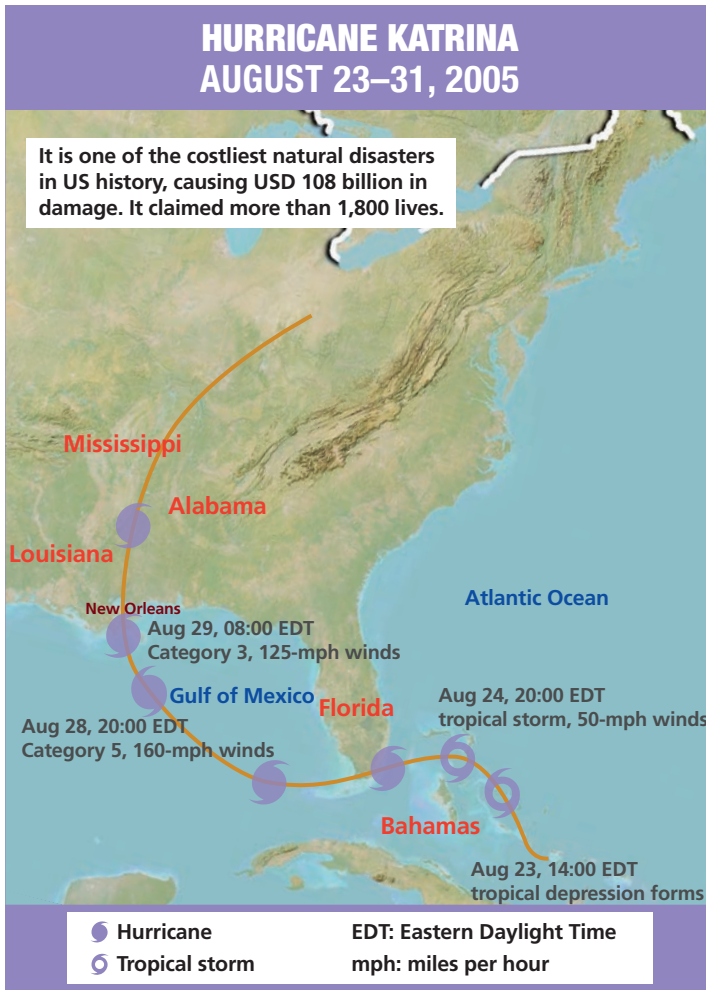 HURRICANE KATRINA
AUGUST 23–31, 2005
It is one of the costliest natural disasters
in US history, causing USD 108 billion in
damage. It claimed more than 1,800 lives.
Mississippi
Alabama
Louisiana
New Orleans
Atlantic Ocean
Aug 29, 08:00 EDT
Category 3, 125-mph winds
Gulf of Mexico
Florida
Aug 24, 20:00 EDT
tropical storm, 50-mph winds
Aug 28, 20:00 EDT
Category 5, 160-mph winds
Bahamas
Aug 23, 14:00 EDT
tropical depression forms
Hurricane
EDT: Eastern Daylight Time
Tropical storm
mph: miles per hour